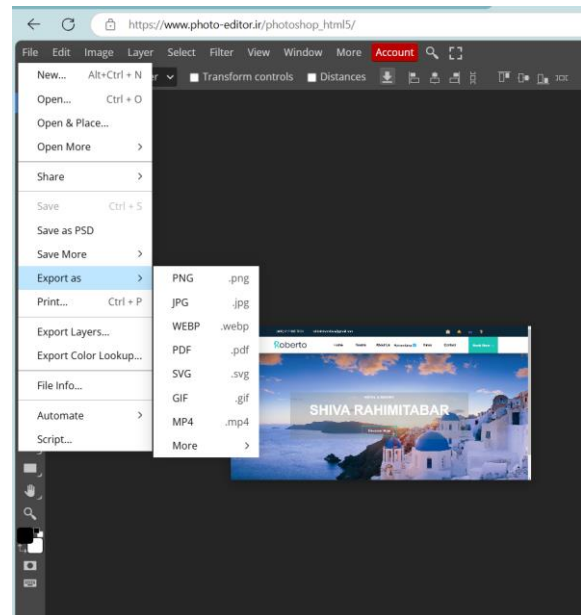 https://www.photo-editor.ir/photoshop_html5/
File Edit Image Layer Select Filter View Window More Account
Transform controls Distances
New... Alt+Ctrl + N
Open... Ctrl + O
Open & Place...
Open More >
Share >
Save Ctrl + S
Save as PSD
Save More >
Export as >
Print... Ctrl + P
Export Layers...
Export Color Lookup...
File Info...
Automate >
Script...
PNG .png
JPG .jpg
WEBP .webp
PDF .pdf
SVG .svg
GIF .gif
MP4 .mp4
More >
Roberto
Home
Contact
SHIVA RAHIMITABAR